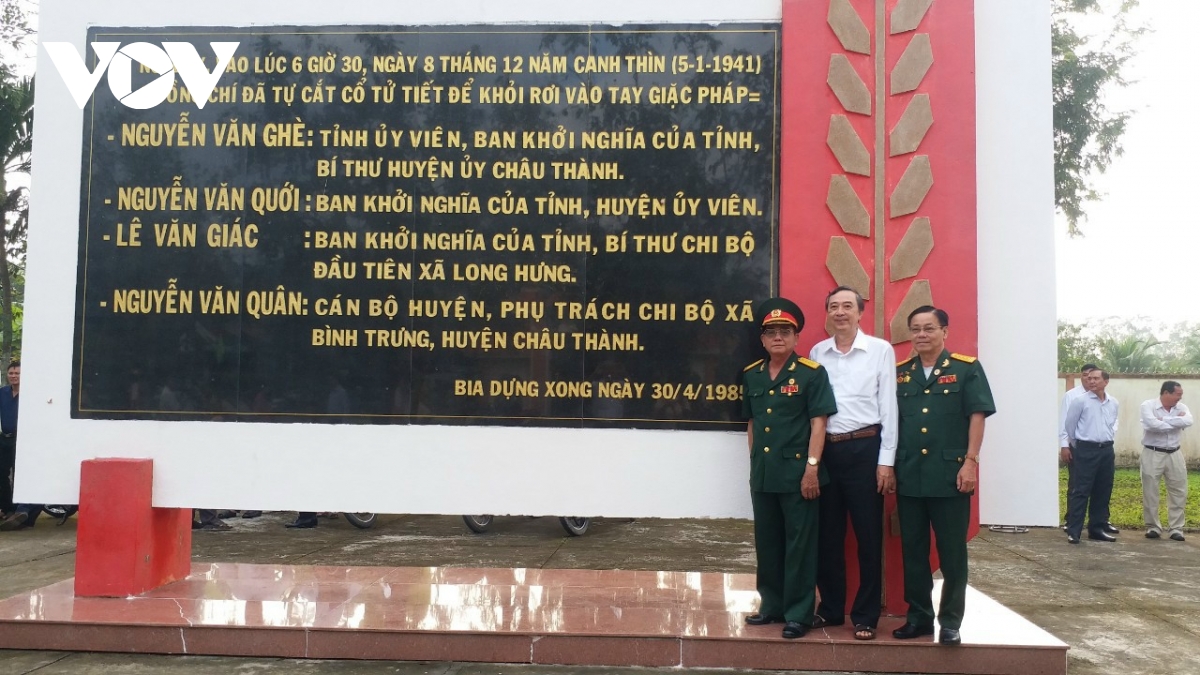 VOV
LÚC 6 GIỜ 30, NGÀY 8 THÁNG 12 NĂM CANH THÌN (5-1-1941)
CHÍ ĐÃ TỰ CẮT CỔ TỬ TIẾT ĐỂ KHỎI RƠI VÀO TAY GIẶC PHÁP=
- NGUYỄN VĂN GHÈ: TỈNH ỦY VIÊN, BAN KHỞI NGHĨA CỦA TỈNH,
BÍ THƯ HUYỆN ỦY CHÂU THÀNH.
- NGUYỄN VĂN QUỚI: BAN KHỞI NGHĨA CỦA TỈNH, HUYỆN ỦY VIÊN.
- LÊ VĂN GIÁC : BAN KHỞI NGHĨA CỦA TỈNH, BÍ THƯ CHI BỘ
ĐẦU TIÊN XÃ LONG HƯNG.
- NGUYỄN VĂN QUÂN: CÁN BỘ HUYỆN, PHỤ TRÁCH CHI BỘ XÃ
BÌNH TRƯNG, HUYỆN CHÂU THÀNH.
BIA DỰNG XONG NGÀY 30/4/1985